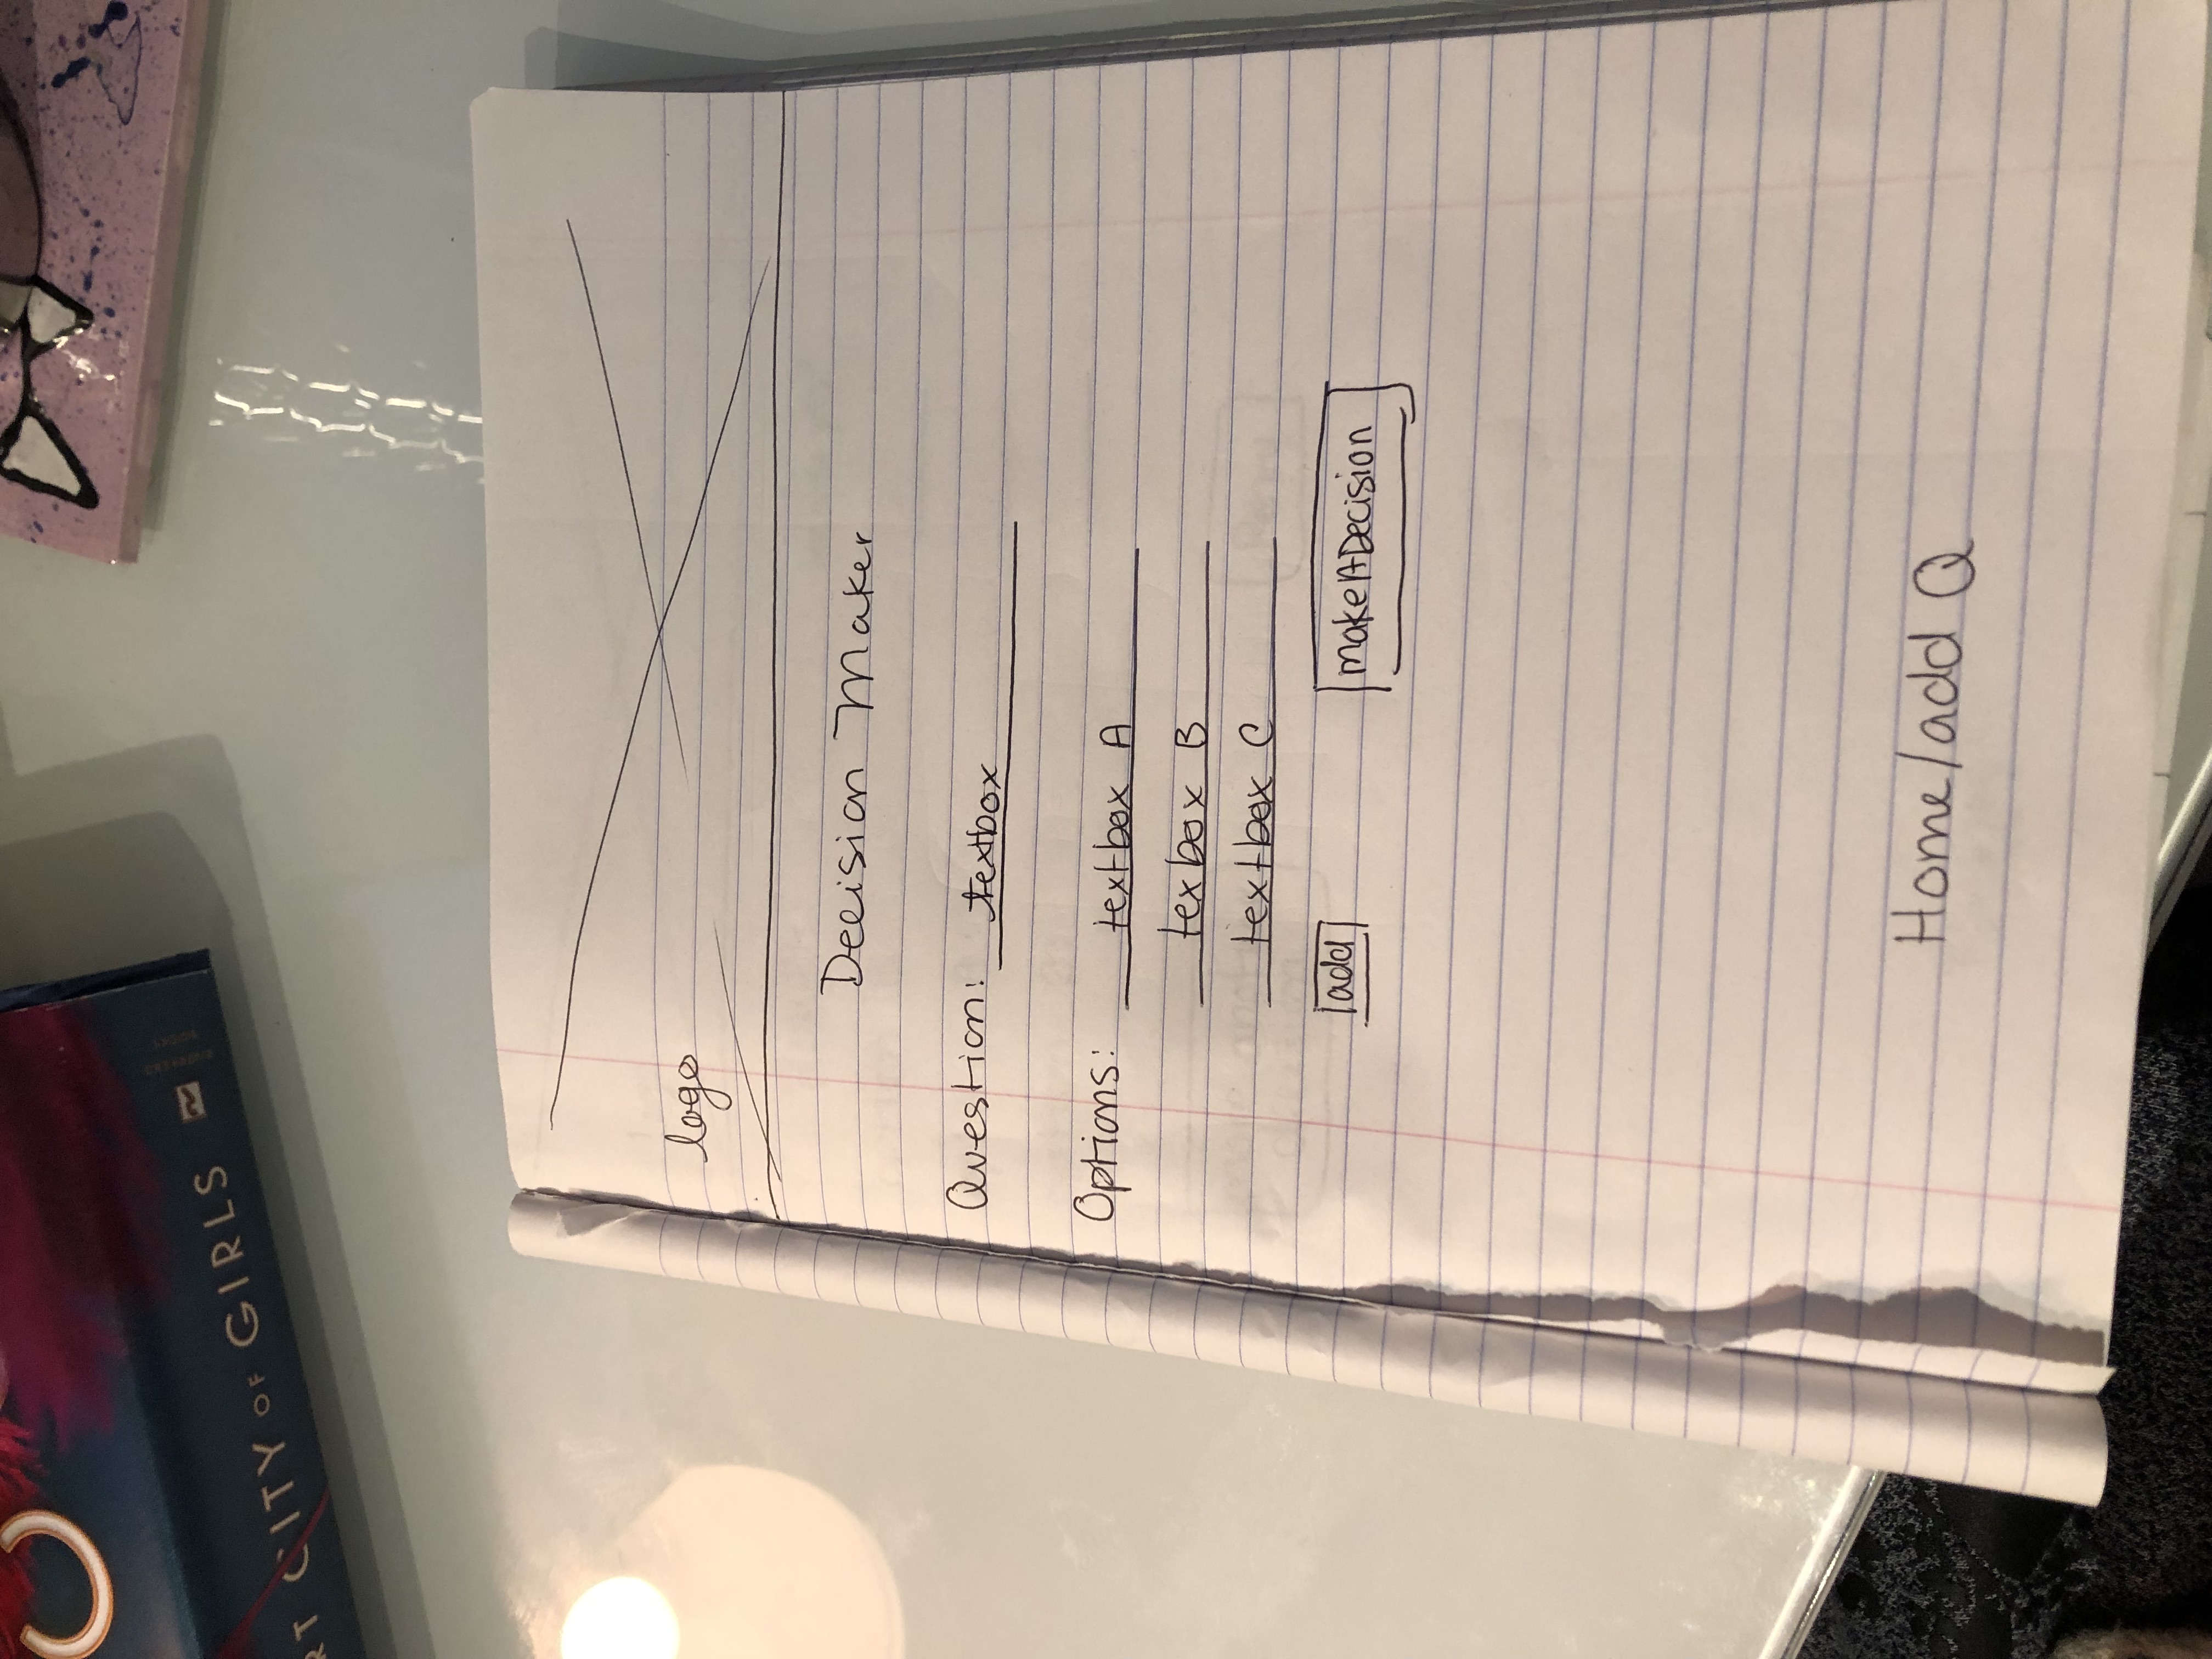 C
RT CITY OF GIRLS
logo
Decision Maker
Question: textbox
Options: textbox A
texbox B
textbox C
add makeADecision
Home/add Q